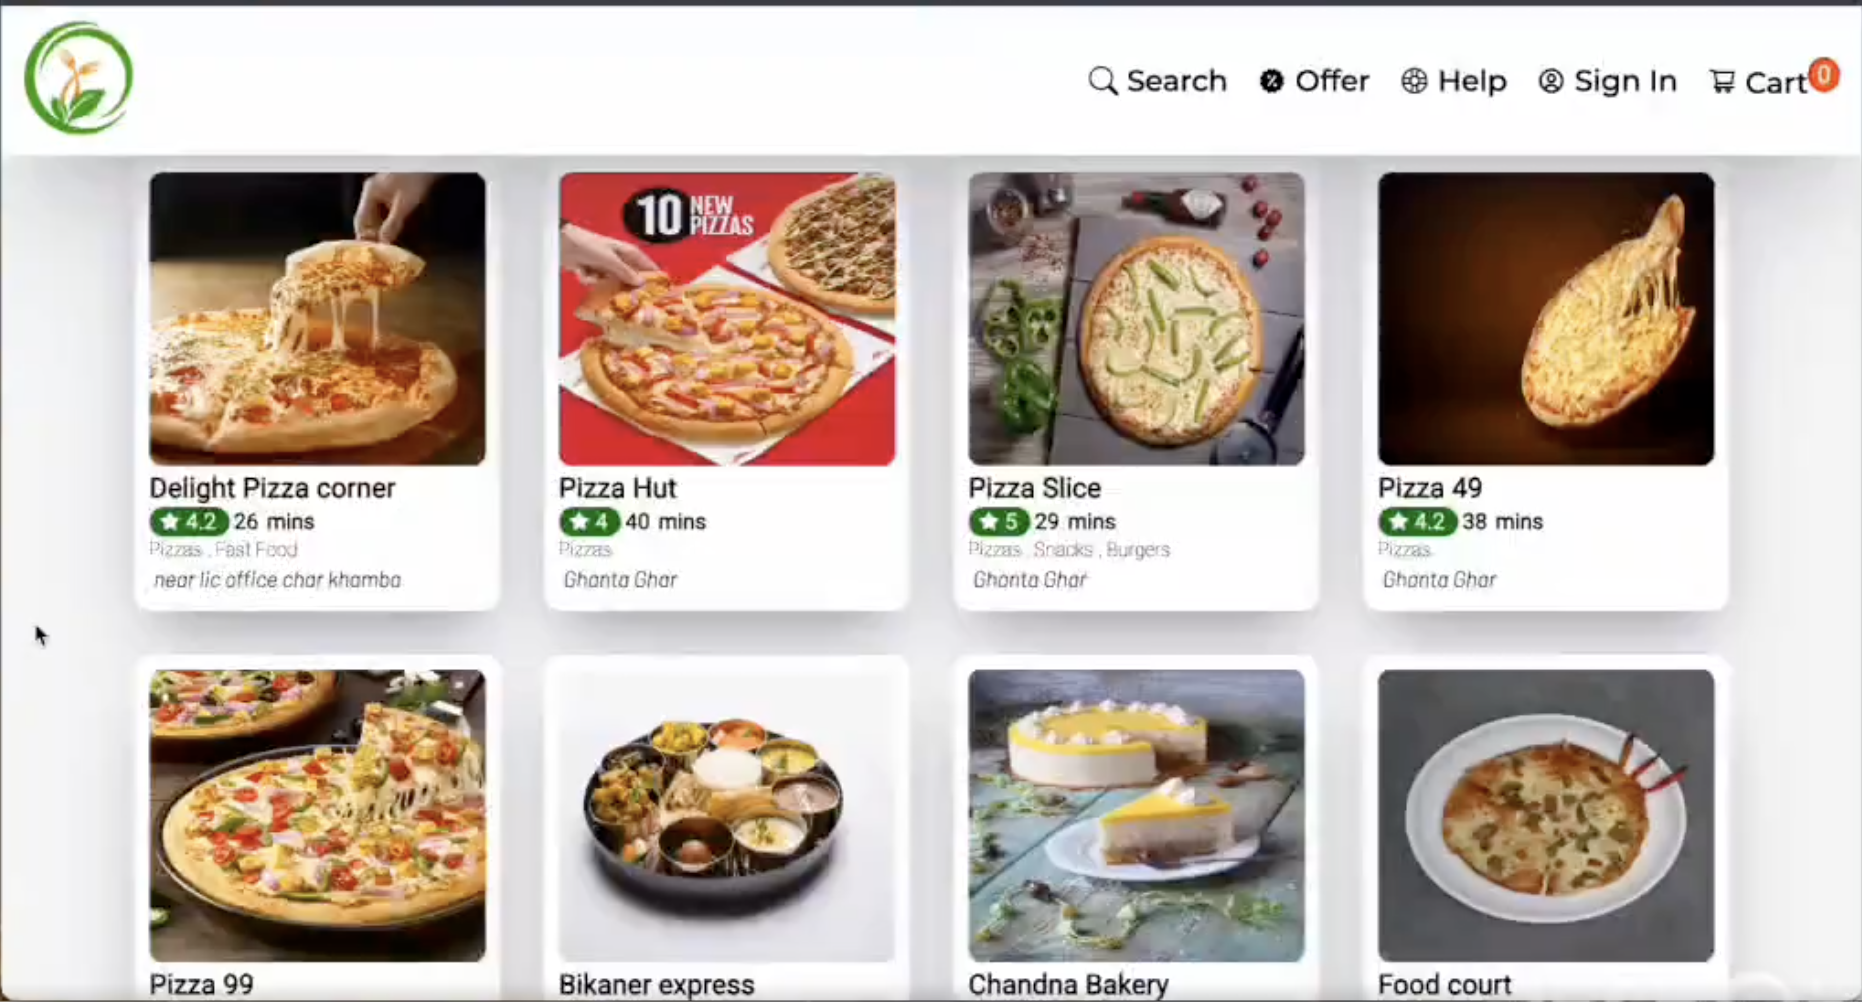 Search Offer Help Sign In Cart 0
10 NEW PIZZAS
Delight Pizza corner
4.2 26 mins
Pizzas , Fast Food
near lic office char khamba
Pizza Hut
4 40 mins
Pizzas
Ghanta Ghar
Pizza Slice
5 29 mins
Pizzas , Snacks , Burgers
Ghanta Ghar
Pizza 49
4.2 38 mins
Pizzas
Ghanta Ghar
Pizza 99
Bikaner express
Chandna Bakery
Food court